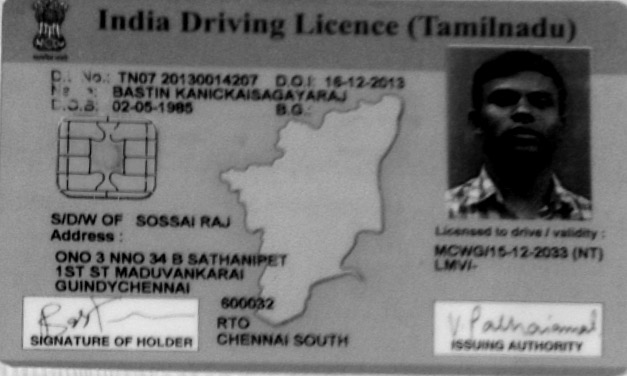 India Driving Licence (Tamilnadu)
D.L. No.: TN07 20130014207 D.O.I: 16-12-2013
BASTIN KANICKAISAGAYARAJ
D.O.B: 02-05-1985 B.G.:
S/D/W OF SOSSAI RAJ
Address :
ONO 3 NNO 34 B SATHANIPET
1ST ST MADUVANKARAI
GUINDYCHENNAI
600032
RTO
CHENNAI SOUTH
SIGNATURE OF HOLDER
Licensed to drive / validity :
MCWG/15-12-2033 (NT)
LMV/-
ISSUING AUTHORITY